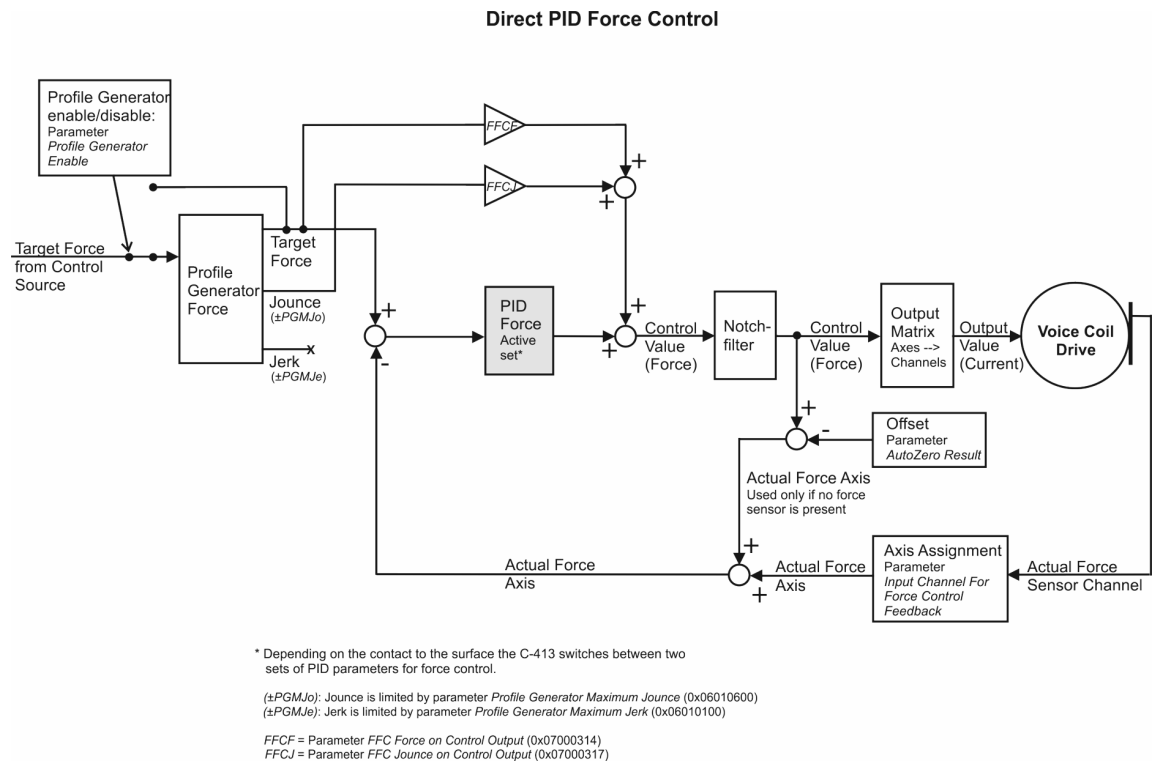 Direct PID Force Control
Profile Generator
enable/disable:
Parameter
Profile Generator
Enable
FFCF
+
FFCJ
+
Target Force
from Control
Source
Profile
Generator
Force
Target
Force
Jounce
(±PGMJo)
x
Jerk
(±PGMJe)
+
-
PID
Force
Active
set*
+
+
Control
Value
(Force)
Notch-
filter
Control
Value
(Force)
Output
Matrix
Axes -->
Channels
Output
Value
(Current)
Voice Coil
Drive
+
-
Offset
Parameter
AutoZero Result
Actual Force Axis
Used only if no force
sensor is present
+
+
Actual Force
Axis
Actual Force
Axis
Axis Assignment
Parameter
Input Channel For
Force Control
Feedback
Actual Force
Sensor Channel
* Depending on the contact to the surface the C-413 switches between two
sets of PID parameters for force control.
(±PGMJo): Jounce is limited by parameter Profile Generator Maximum Jounce (0x06010600)
(±PGMJe): Jerk is limited by parameter Profile Generator Maximum Jerk (0x06010100)
FFCF = Parameter FFC Force on Control Output (0x07000314)
FFCJ = Parameter FFC Jounce on Control Output (0x07000317)